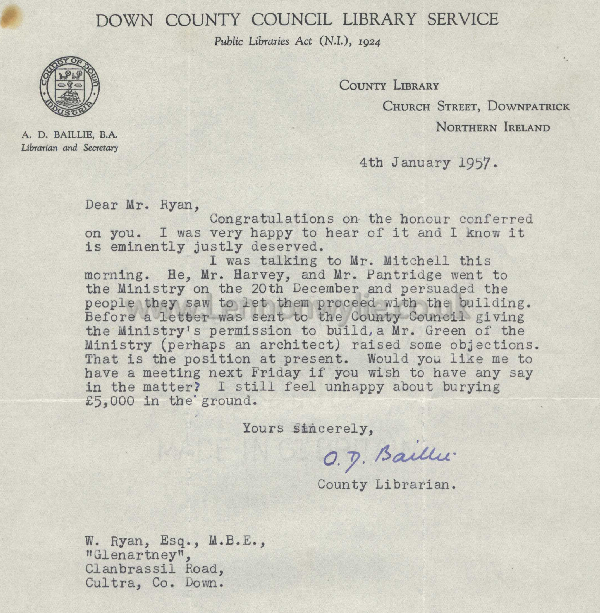 DOWN COUNTY COUNCIL LIBRARY SERVICE
Public Libraries Act (N.I.), 1924
COUNTY OF DOWN
INDUSTRIA
A. D. BAILLIE, B.A.
Librarian and Secretary
COUNTY LIBRARY
CHURCH STREET, DOWNPATRICK
NORTHERN IRELAND
4th January 1957.
Dear Mr. Ryan,
Congratulations on the honour conferred
on you. I was very happy to hear of it and I know it
is eminently justly deserved.
I was talking to Mr. Mitchell this
morning. He, Mr. Harvey, and Mr. Pantridge went to
the Ministry on the 20th December and persuaded the
people they saw to let them proceed with the building.
Before a letter was sent to the County Council giving
the Ministry's permission to build,a Mr. Green of the
Ministry (perhaps an architect) raised some objections.
That is the position at present. Would you like me to
have a meeting next Friday if you wish to have any say
in the matter? I still feel unhappy about burying
£5,000 in the ground.
Yours sincerely,
A. D. Baillie
County Librarian.
W. Ryan, Esq., M.B.E.,
"Glenartney",
Clanbrassil Road,
Cultra, Co. Down.